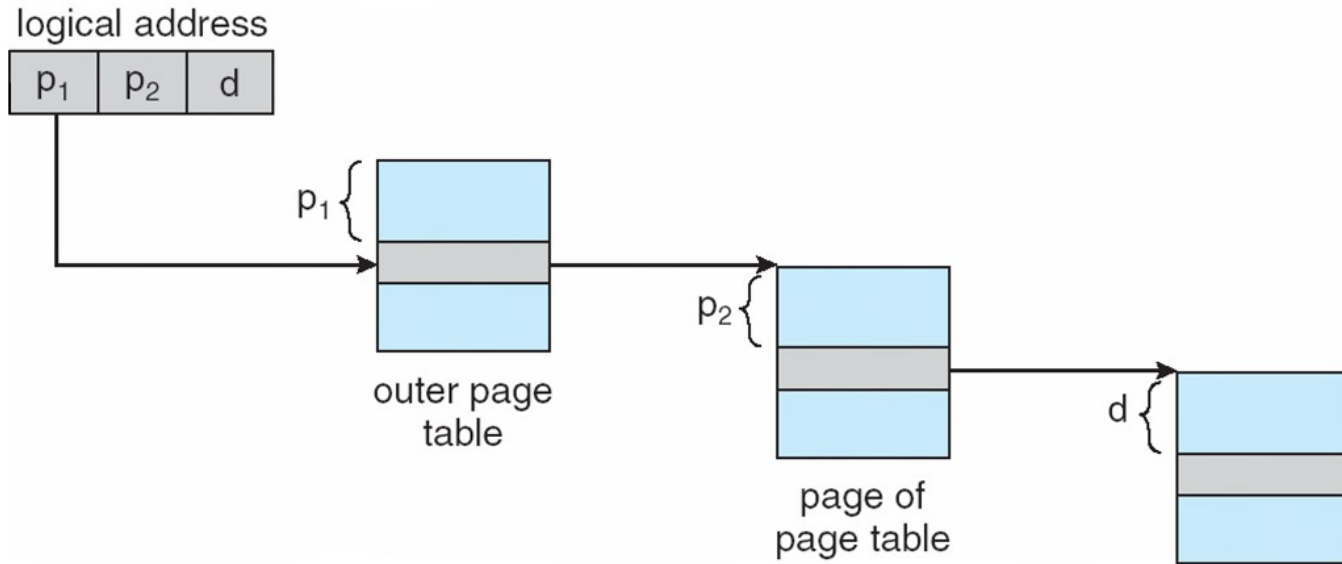 logical address
p₁ p₂ d
p₁
outer page
table
p₂
page of
page table
d